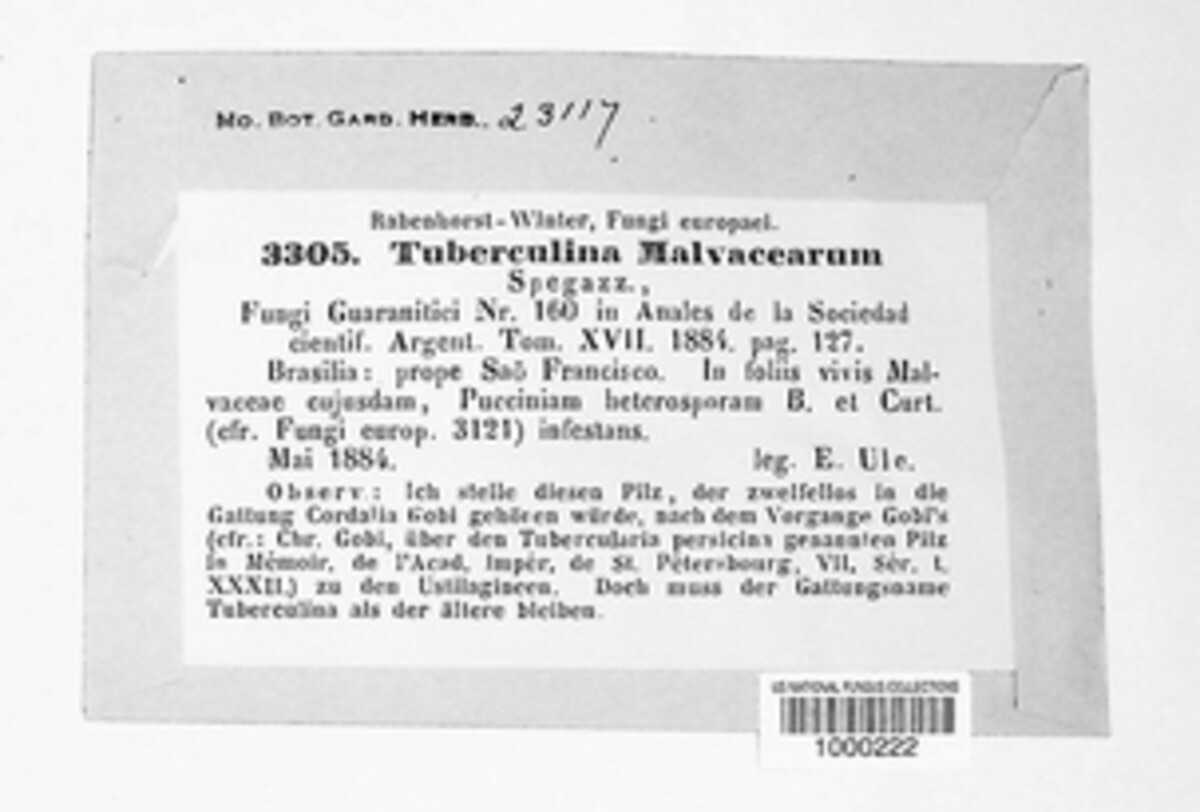 MO. BOT. GARD. HERB.. 23117
Rabenhorst-Winter, Fungi europaei.
3305. Tuberculina Malvacearum
Spegazz.,
Fungi Guaranitici Nr. 160 in Anales de la Sociedad
cientif. Argent. Tom. XVII. 1884. pag. 127.
Brasilia: prope Saõ Francisco. In foliis vivis Mal-
vaceae cujusdam, Pucciniam heterosporam B. et Curt.
(cfr. Fungi europ. 3121) infestans.
Mai 1884. leg. E. Ule.
Observ.: Ich stelle diesen Pilz, der zweifellos in die
Gattung Cordalia Gobi gehören würde, nach dem Vorgange Gobi's
(cfr.: Chr. Gobi, über den Tubercularia persicina genannten Pilz
in Mémoir. de l'Acad. Impér. de St. Pétersbourg, VII. Sér. t.
XXXII.) zu den Ustilagineen. Doch muss der Gattungsname
Tuberculina als der ältere bleiben.
US NATIONAL FUNGUS COLLECTIONS
1000222